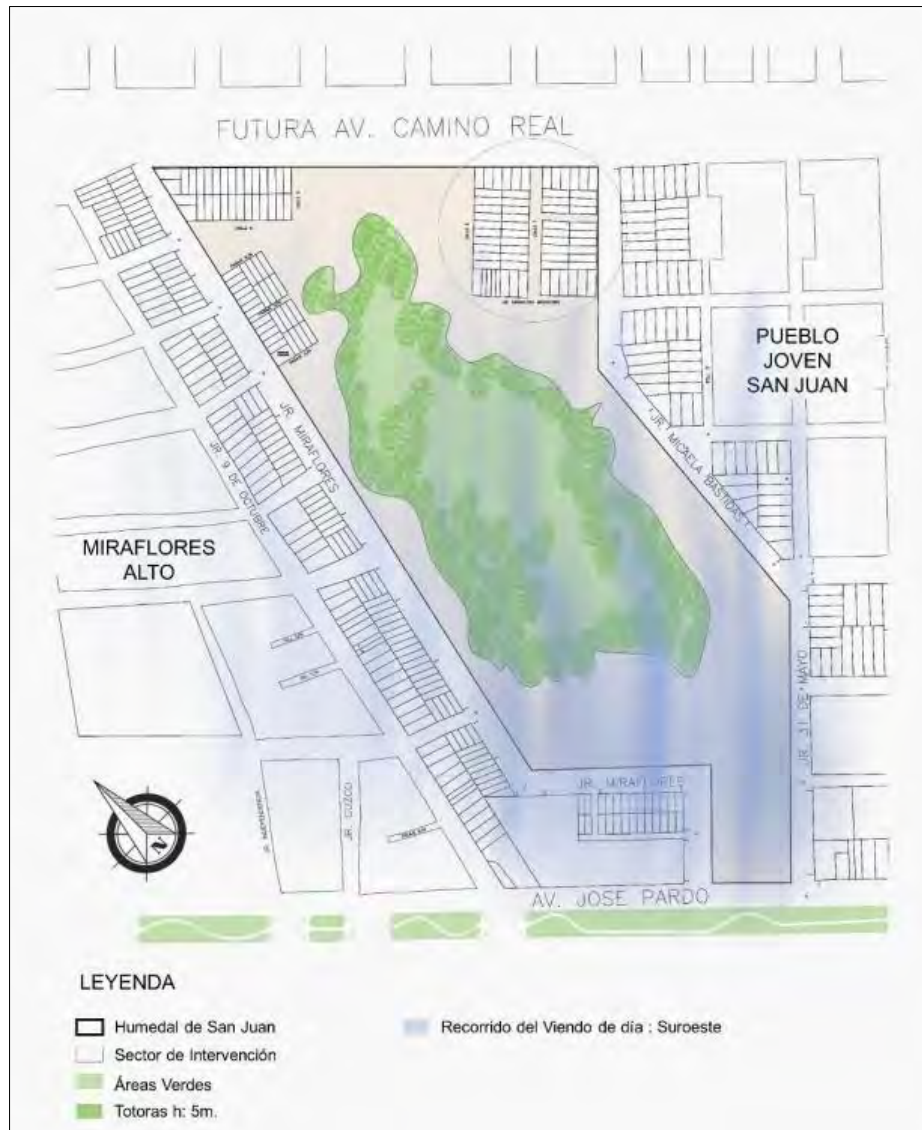 FUTURA AV. CAMINO REAL
PUEBLO
JOVEN
SAN JUAN
JR. MIRAFLORES
JR. MICAELA BASTIDAS
JR. 9 DE OCTUBRE
MIRAFLORES
ALTO
JR. 31 DE MAYO
JR. MIRAFLORES
JR. CUZCO
N
AV. JOSE PARDO
LEYENDA
Humedal de San Juan
Recorrido del Viendo de día : Suroeste
Sector de Intervención
Áreas Verdes
Totoras h: 5m.